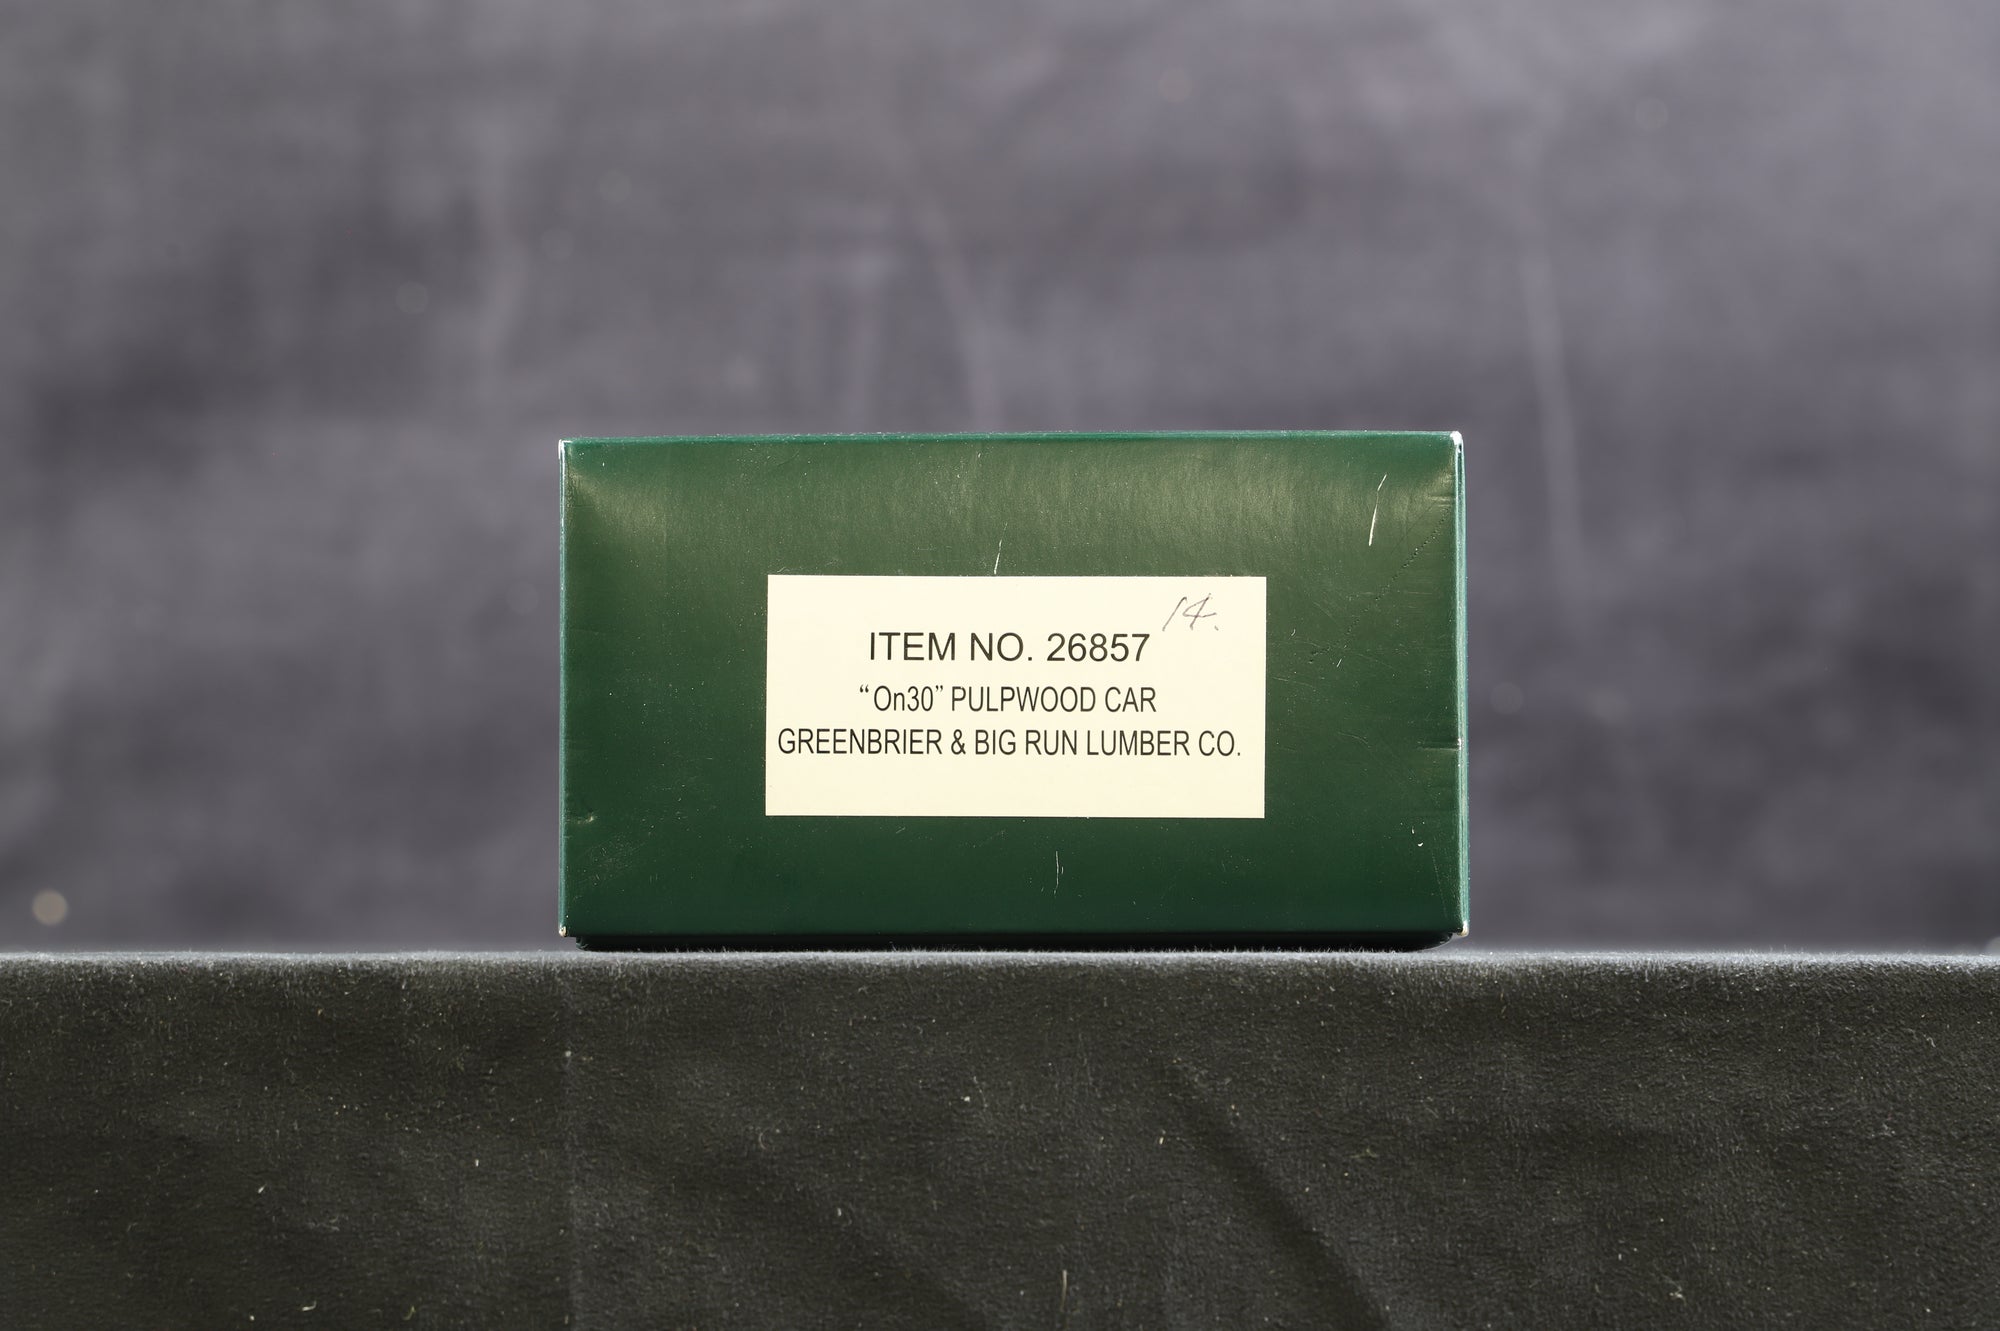 14.
ITEM NO. 26857
“On30” PULPWOOD CAR
GREENBRIER & BIG RUN LUMBER CO.